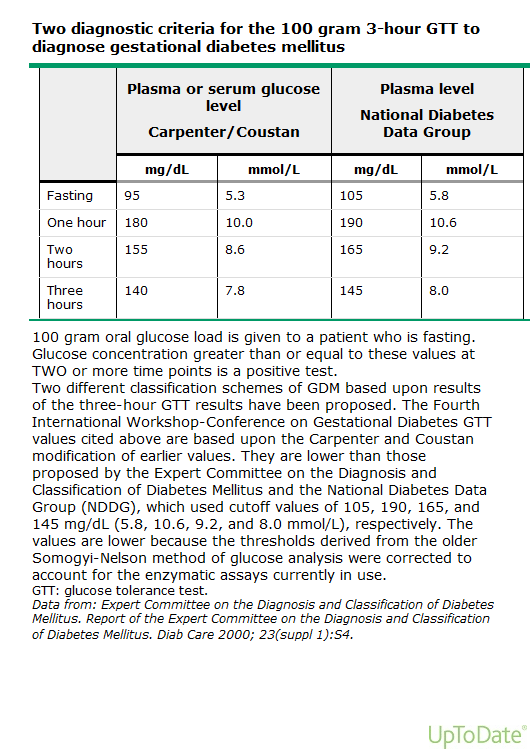 Two diagnostic criteria for the 100 gram 3-hour GTT to
diagnose gestational diabetes mellitus
Plasma or serum glucose
level
Carpenter/Coustan
Plasma level
National Diabetes
Data Group
mg/dL mmol/L mg/dL mmol/L
Fasting 95 5.3 105 5.8
One hour 180 10.0 190 10.6
Two
hours 155 8.6 165 9.2
Three
hours 140 7.8 145 8.0
100 gram oral glucose load is given to a patient who is fasting.
Glucose concentration greater than or equal to these values at
TWO or more time points is a positive test.
Two different classification schemes of GDM based upon results
of the three-hour GTT results have been proposed. The Fourth
International Workshop-Conference on Gestational Diabetes GTT
values cited above are based upon the Carpenter and Coustan
modification of earlier values. They are lower than those
proposed by the Expert Committee on the Diagnosis and
Classification of Diabetes Mellitus and the National Diabetes Data
Group (NDDG), which used cutoff values of 105, 190, 165, and
145 mg/dL (5.8, 10.6, 9.2, and 8.0 mmol/L), respectively. The
values are lower because the thresholds derived from the older
Somogyi-Nelson method of glucose analysis were corrected to
account for the enzymatic assays currently in use.
GTT: glucose tolerance test.
Data from: Expert Committee on the Diagnosis and Classification of Diabetes
Mellitus. Report of the Expert Committee on the Diagnosis and Classification
of Diabetes Mellitus. Diab Care 2000; 23(suppl 1):S4.
UpToDate®